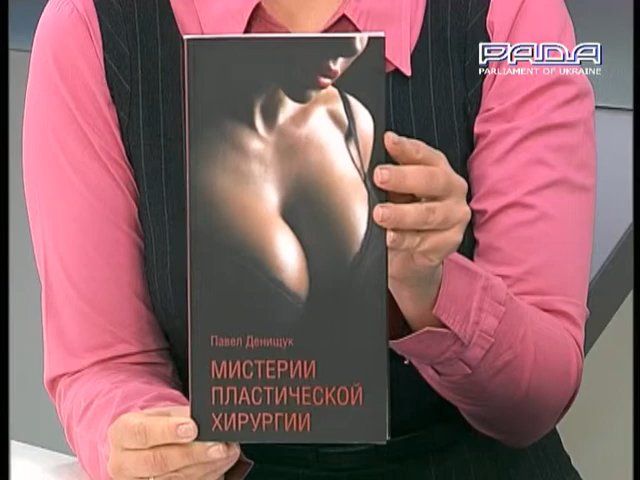 РАДА
PARLIAMENT OF UKRAINE
Павел Денищук
МИСТЕРИИ
ПЛАСТИЧЕСКОЙ
ХИРУРГИИ